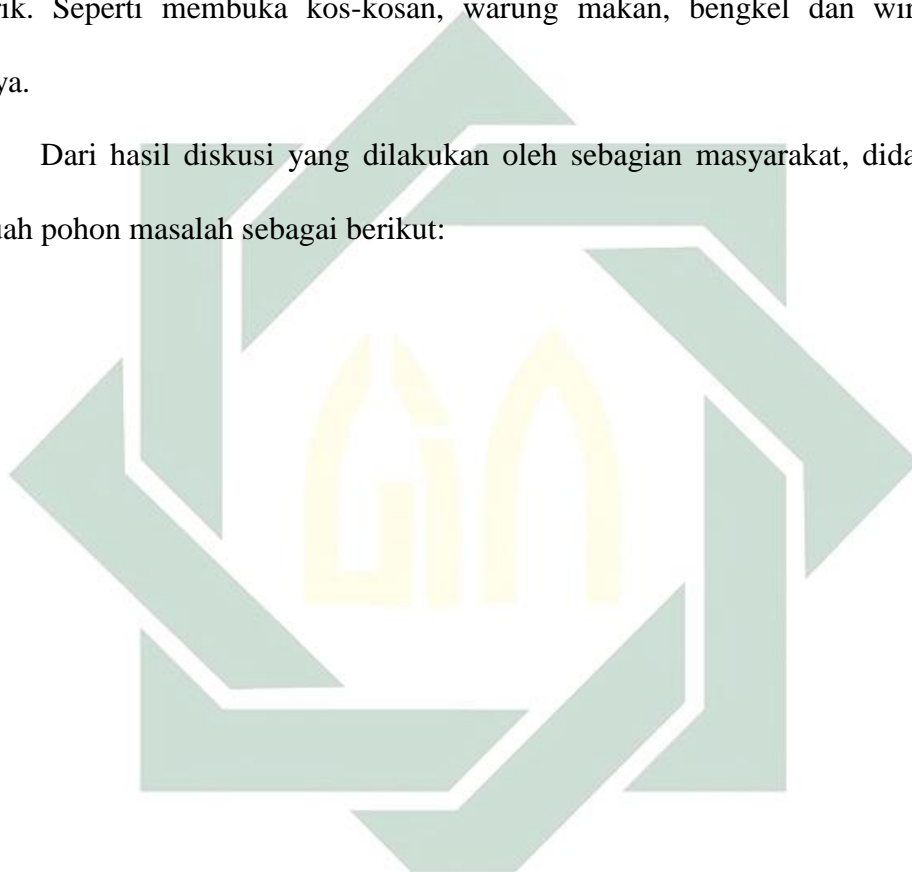 rik. Seperti membuka kos-kosan, warung makan, bengkel dan wir
ya.
Dari hasil diskusi yang dilakukan oleh sebagian masyarakat, dida
uah pohon masalah sebagai berikut: